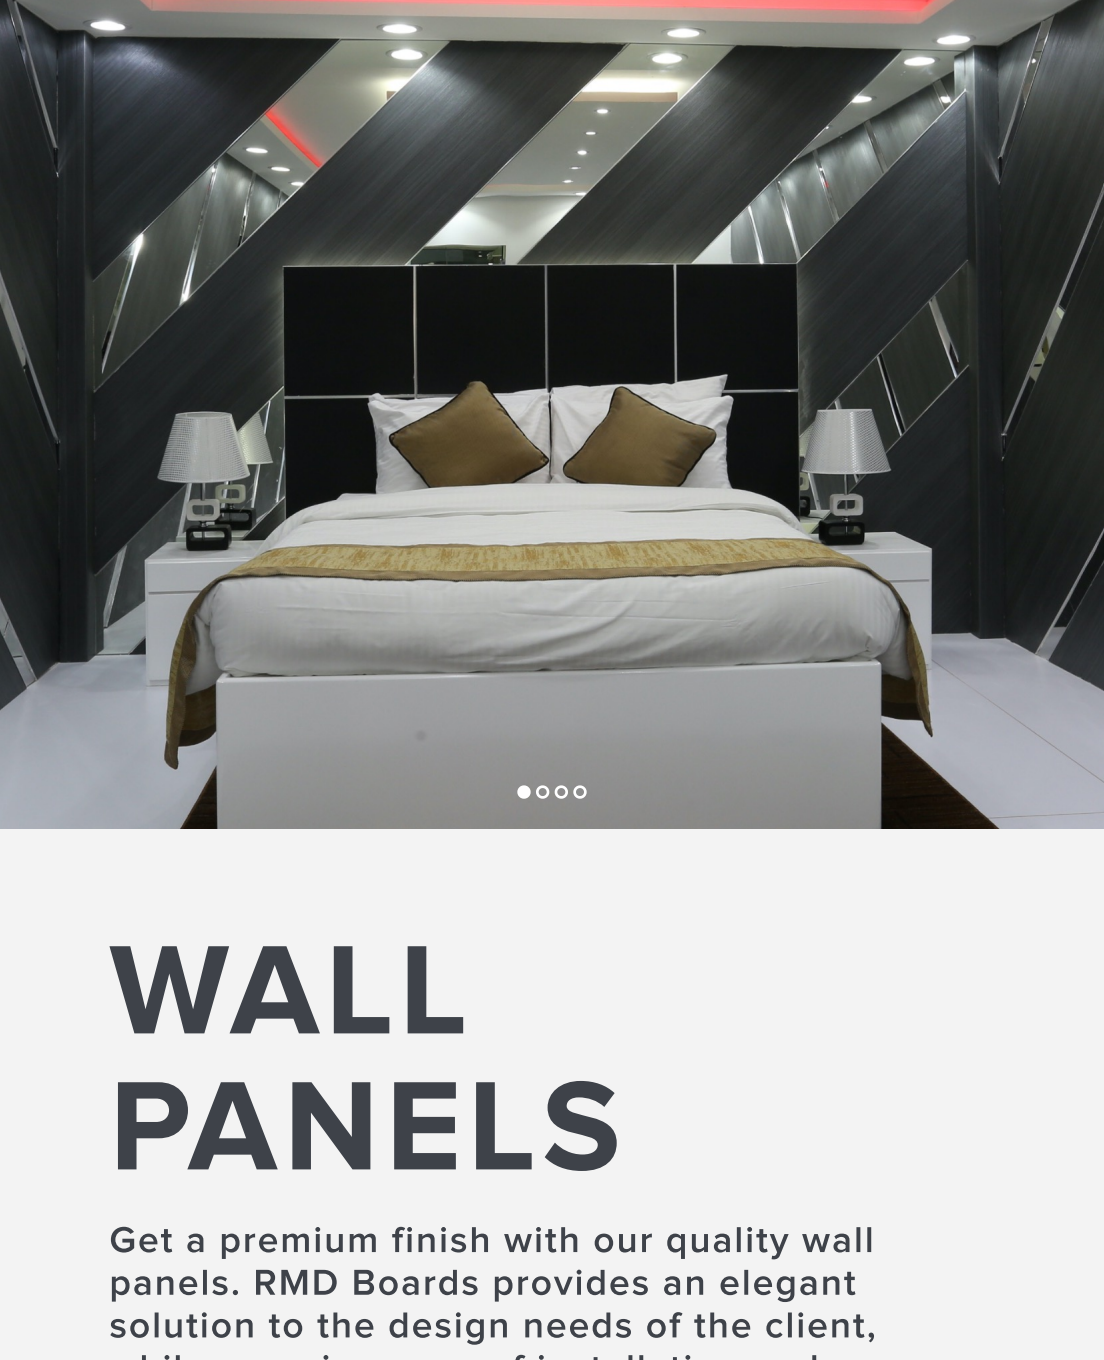 WALL
PANELS
Get a premium finish with our quality wall
panels. RMD Boards provides an elegant
solution to the design needs of the client,